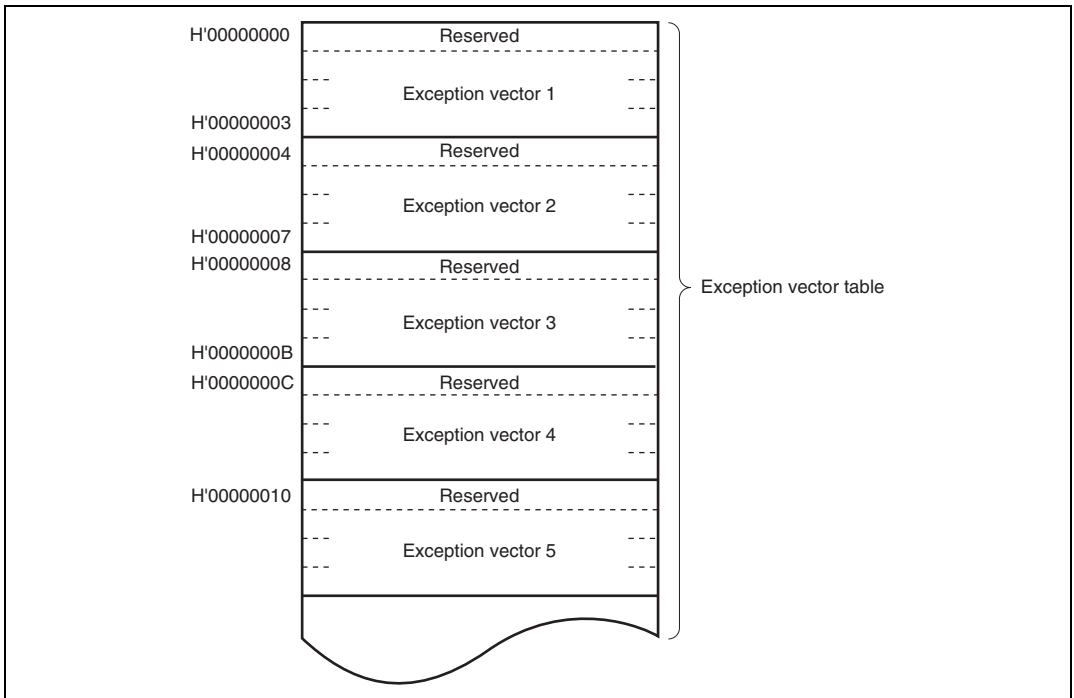 H'00000000
Reserved
Exception vector 1
H'00000003
H'00000004
Reserved
Exception vector 2
H'00000007
H'00000008
Reserved
Exception vector table
Exception vector 3
H'0000000B
H'0000000C
Reserved
Exception vector 4
H'00000010
Reserved
Exception vector 5